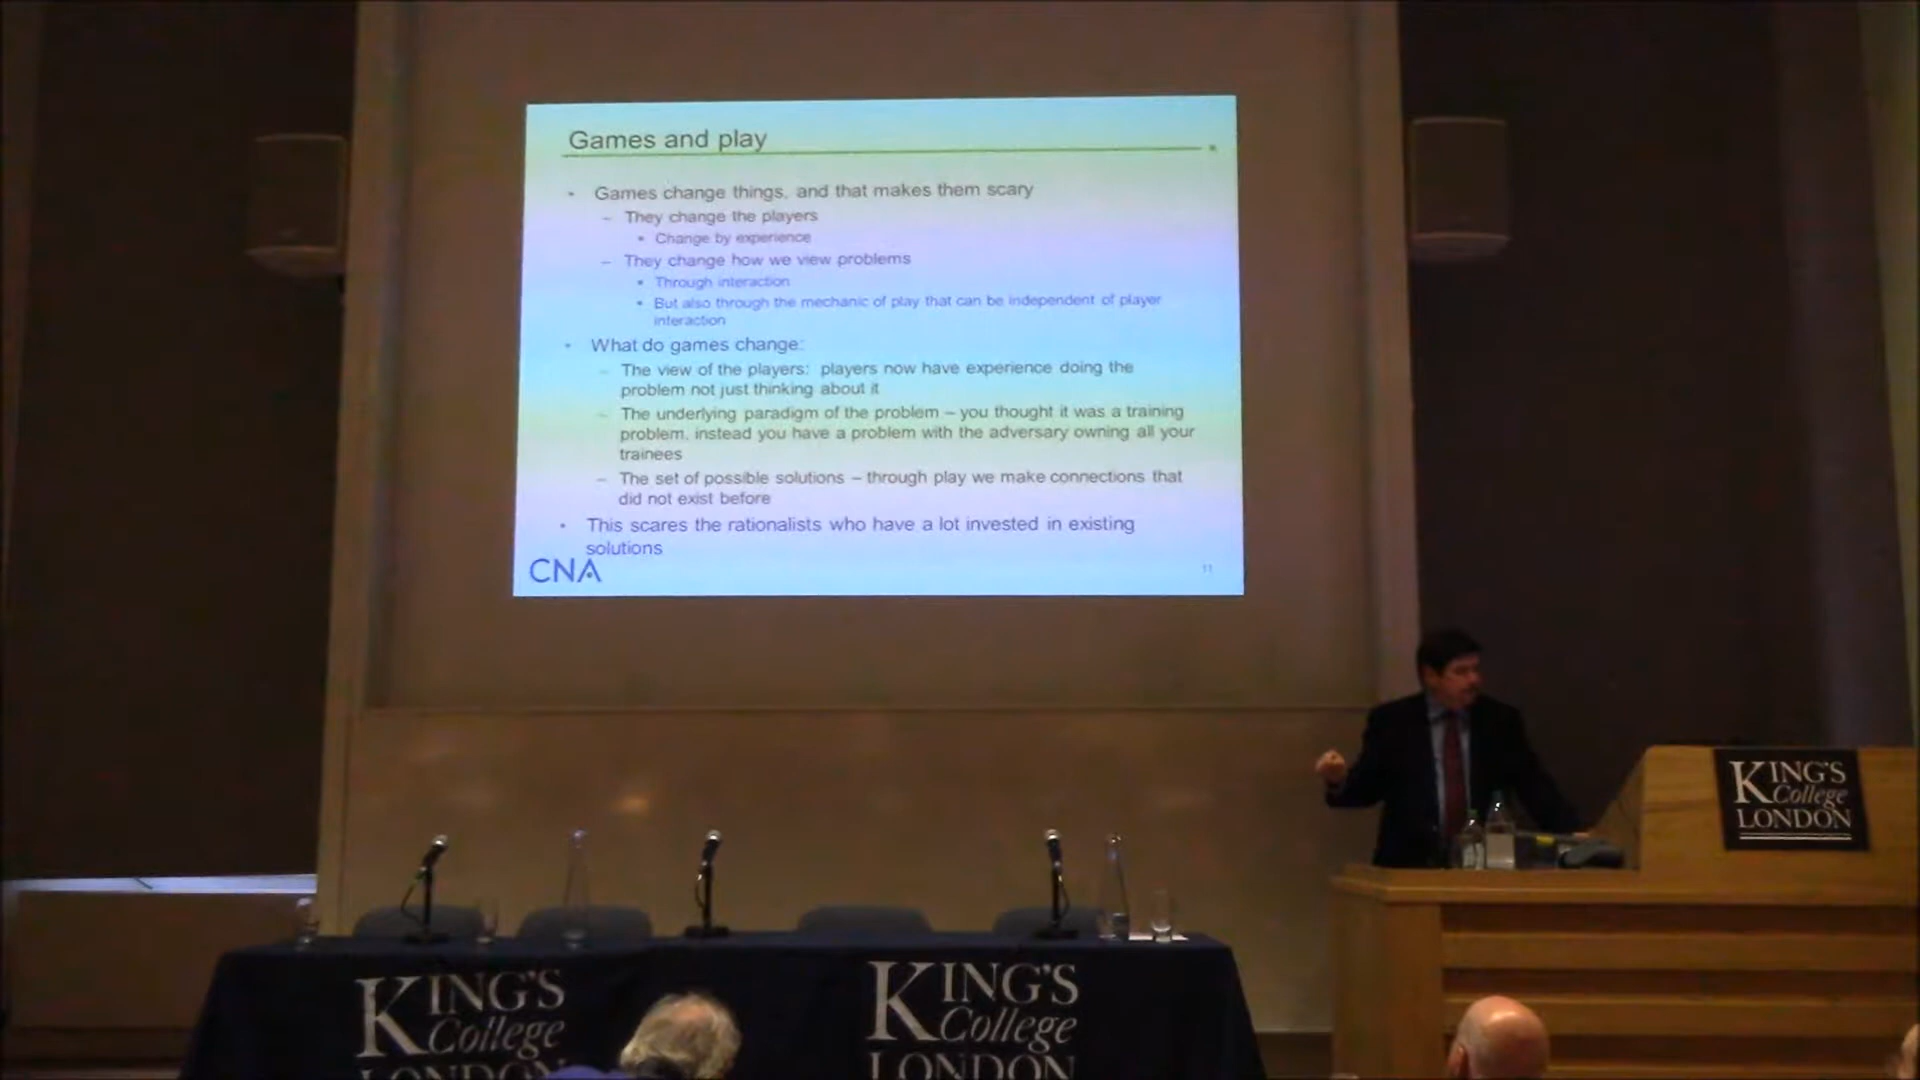 Games and play
• Games change things, and that makes them scary
– They change the players
• Change by experience
– They change how we view problems
• Through interaction
• But also through the mechanic of play that can be independent of player
interaction
• What do games change:
– The view of the players: players now have experience doing the
problem not just thinking about it
– The underlying paradigm of the problem – you thought it was a training
problem, instead you have a problem with the adversary owning all your
trainees
– The set of possible solutions – through play we make connections that
did not exist before
• This scares the rationalists who have a lot invested in existing
solutions
CNA
11
KING'S
College
LONDON
KING'S
College
LONDON
KING'S
College
LONDON